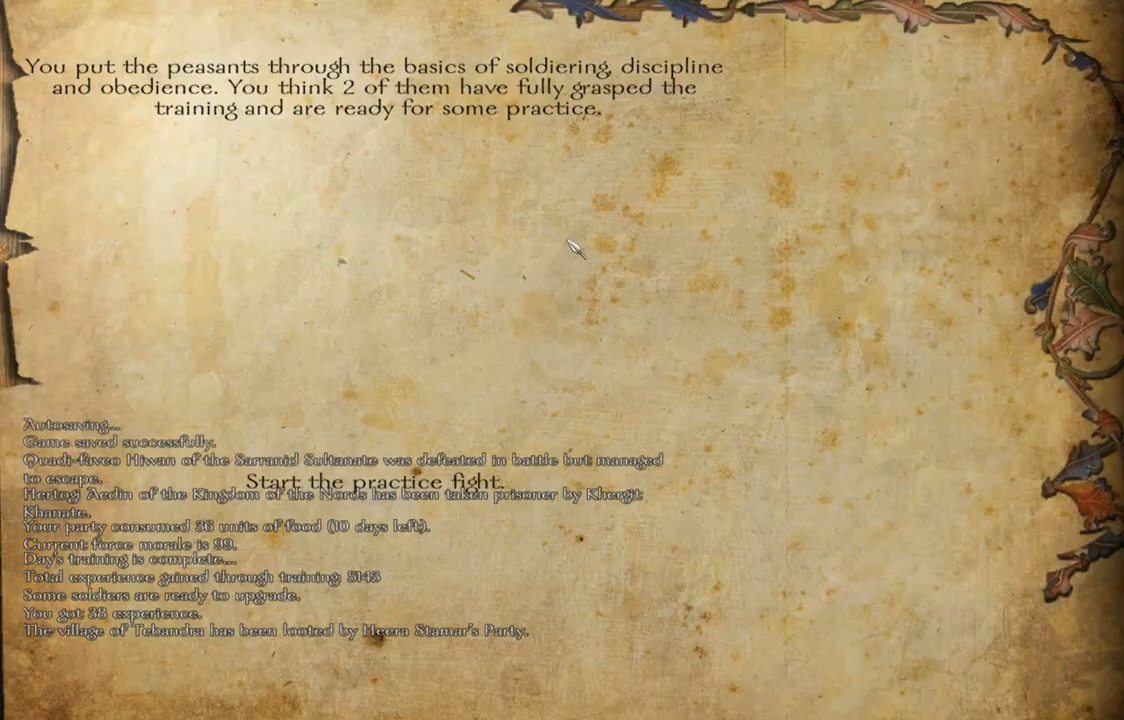 You put the peasants through the basics of soldiering, discipline
and obedience. You think 2 of them have fully grasped the
training and are ready for some practice.
Autosaving...
Game saved successfully.
Quadi-faveo Hiwan of the Sarranid Sultanate was defeated in battle but managed
to escape.
Start the practice fight.
Hertogi Aedin of the Kingdom of the Nords has been taken prisoner by Khergit
Khanate.
Your party consumed 36 units of food (10 days left).
Current force morale is 99.
Day's training is complete...
Total experience gained through training: 5143
Some soldiers are ready to upgrade.
You got 38 experience.
The village of Tebandra has been looted by Meera Stamar's Party.